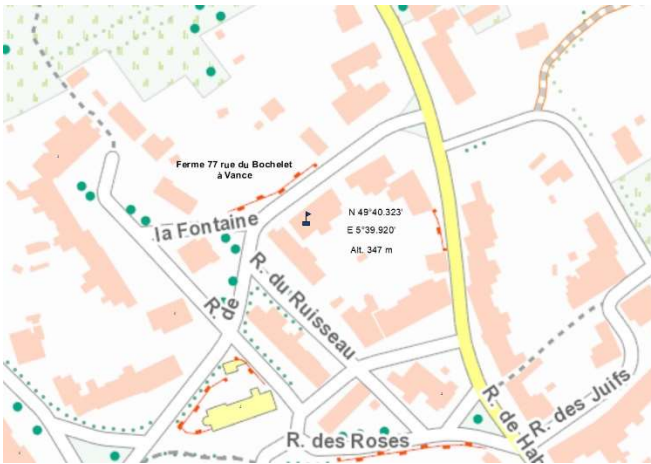 Ferme 77 rue du Bochelet
à Vance
la Fontaine
N 49°40.323'
E 5°39.920'
Alt. 347 m
R. du Ruisseau
R. de
R. des Roses
R. de Hab
R. des Juifs